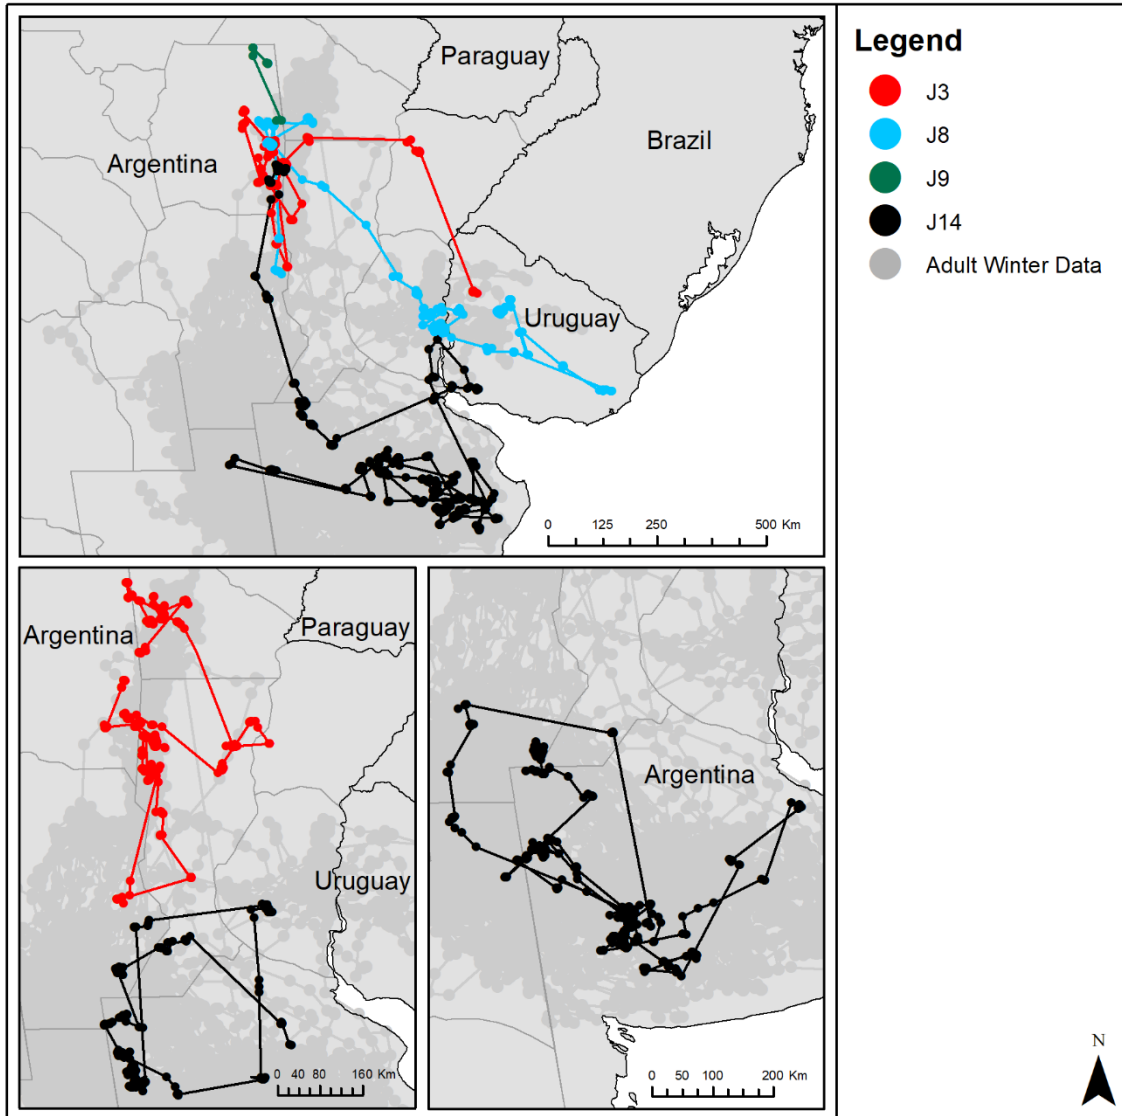 Paraguay
Brazil
Argentina
Uruguay
0 125 250 500 Km
Legend
J3
J8
J9
J14
Adult Winter Data
Argentina
Paraguay
Uruguay
0 40 80 160 Km
Argentina
0 50 100 200 Km
N